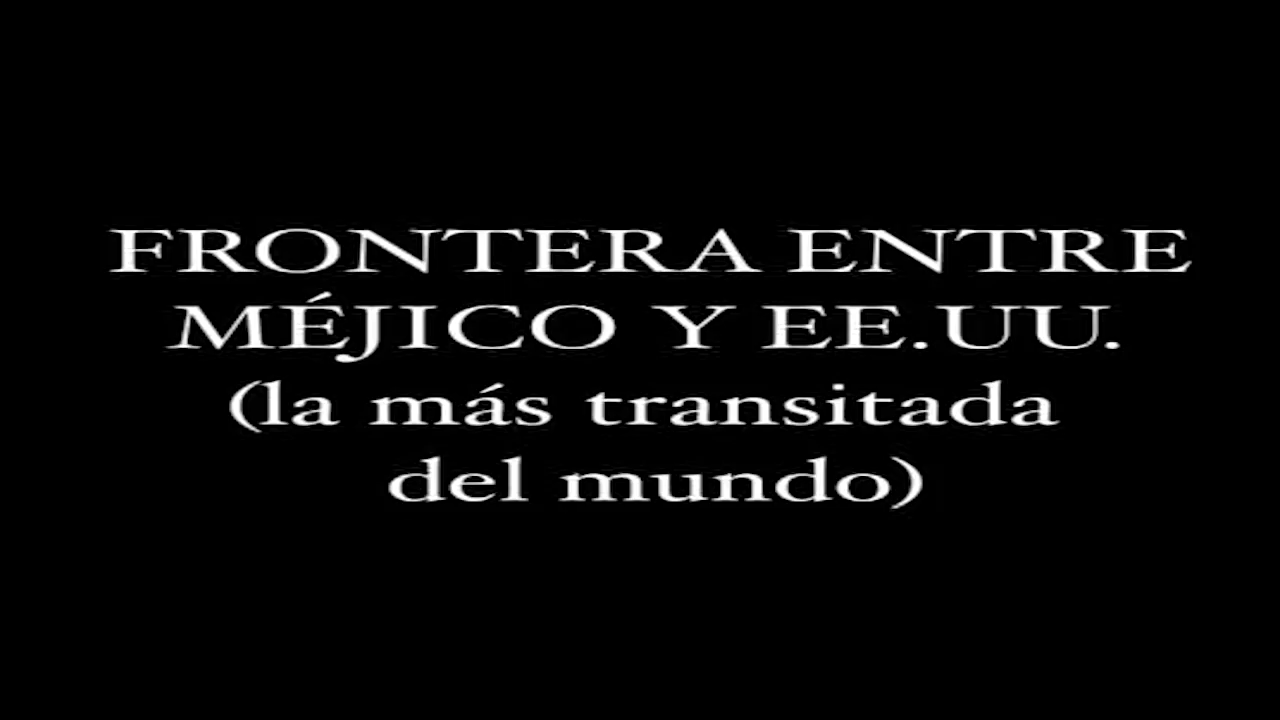 FRONTERA ENTRE
MÉJICO Y EE.UU.
(la más transitada
del mundo)